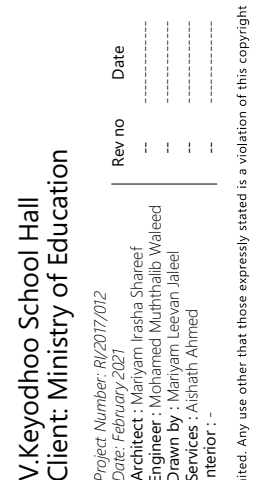 V.Keyodhoo School Hall
Client: Ministry of Education
Project Number: RI/2017/012
Date: February 2021
Architect : Mariyam Irasha Shareef
Engineer : Mohamed Muththalib Waleed
Drawn by : Mariyam Leevan Jaleel
Services : Aishath Ahmed
Interior : -
Rev no Date
-- ----------------
-- ----------------
-- ----------------
-- ----------------
ited. Any use other that those expressly stated is a violation of this copyright